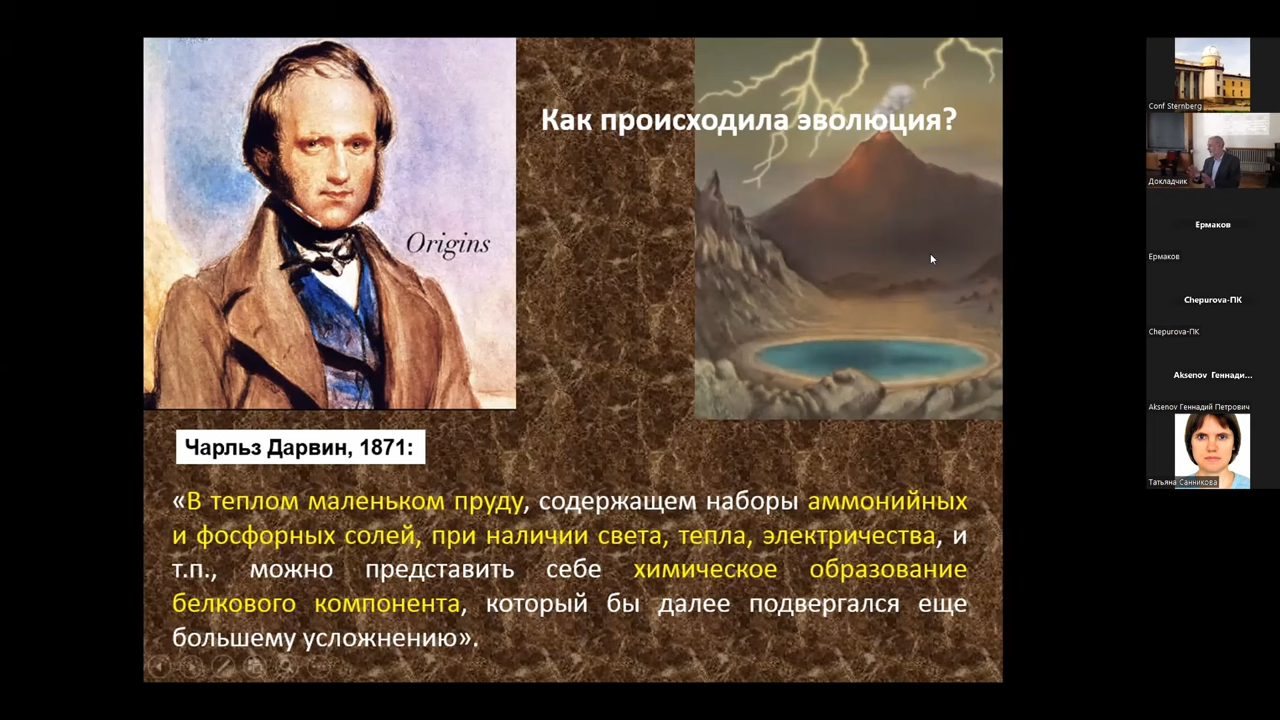 Как происходила эволюция?
Origins
Чарльз Дарвин, 1871:
«В теплом маленьком пруду, содержащем наборы аммонийных
и фосфорных солей, при наличии света, тепла, электричества, и
т.п., можно представить себе химическое образование
белкового компонента, который бы далее подвергался еще
большему усложнению».
Conf Sternberg
Докладчик
Ермаков
Ермаков
Chepurova-ПК
Chepurova-ПК
Aksenov Геннади...
Aksenov Геннадий Петрович
Татьяна Санникова